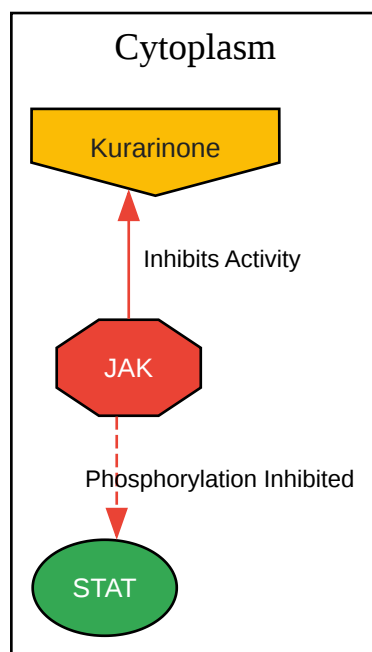 Cytoplasm
Kurarinone
Inhibits Activity
JAK
Phosphorylation Inhibited
STAT